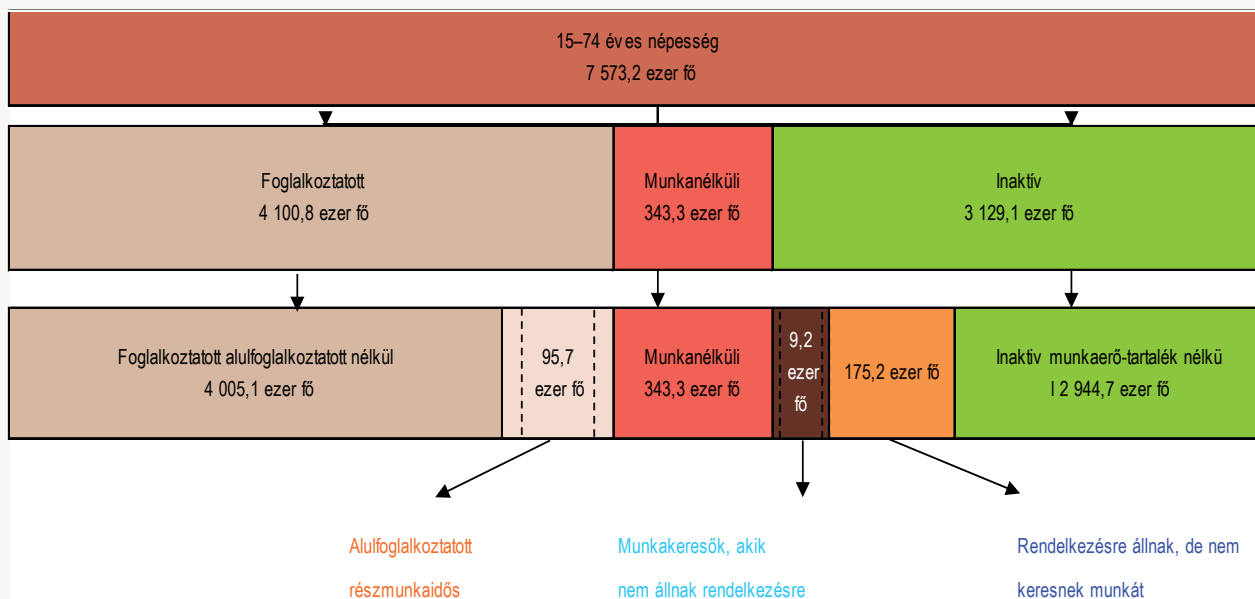 15–74 éves népesség
7 573,2 ezer fő
Foglalkoztatott
4 100,8 ezer fő
Munkanélküli
343,3 ezer fő
Inaktív
3 129,1 ezer fő
Foglalkoztatott alulfoglalkoztatott nélkül
4 005,1 ezer fő
95,7
ezer fő
Munkanélküli
343,3 ezer fő
9,2
ezer
fő
175,2 ezer fő
Inaktív munkaerő-tartalék nélkü
l 2 944,7 ezer fő
Alulfoglalkoztatott
részmunkaidős
Munkakeresők, akik
nem állnak rendelkezésre
Rendelkezésre állnak, de nem
keresnek munkát